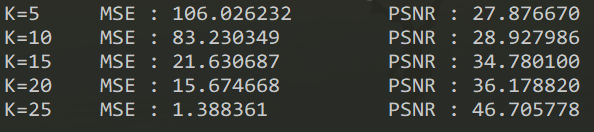 K=5 MSE : 106.026232 PSNR : 27.876670
K=10 MSE : 83.230349 PSNR : 28.927986
K=15 MSE : 21.630687 PSNR : 34.780100
K=20 MSE : 15.674668 PSNR : 36.178820
K=25 MSE : 1.388361 PSNR : 46.705778